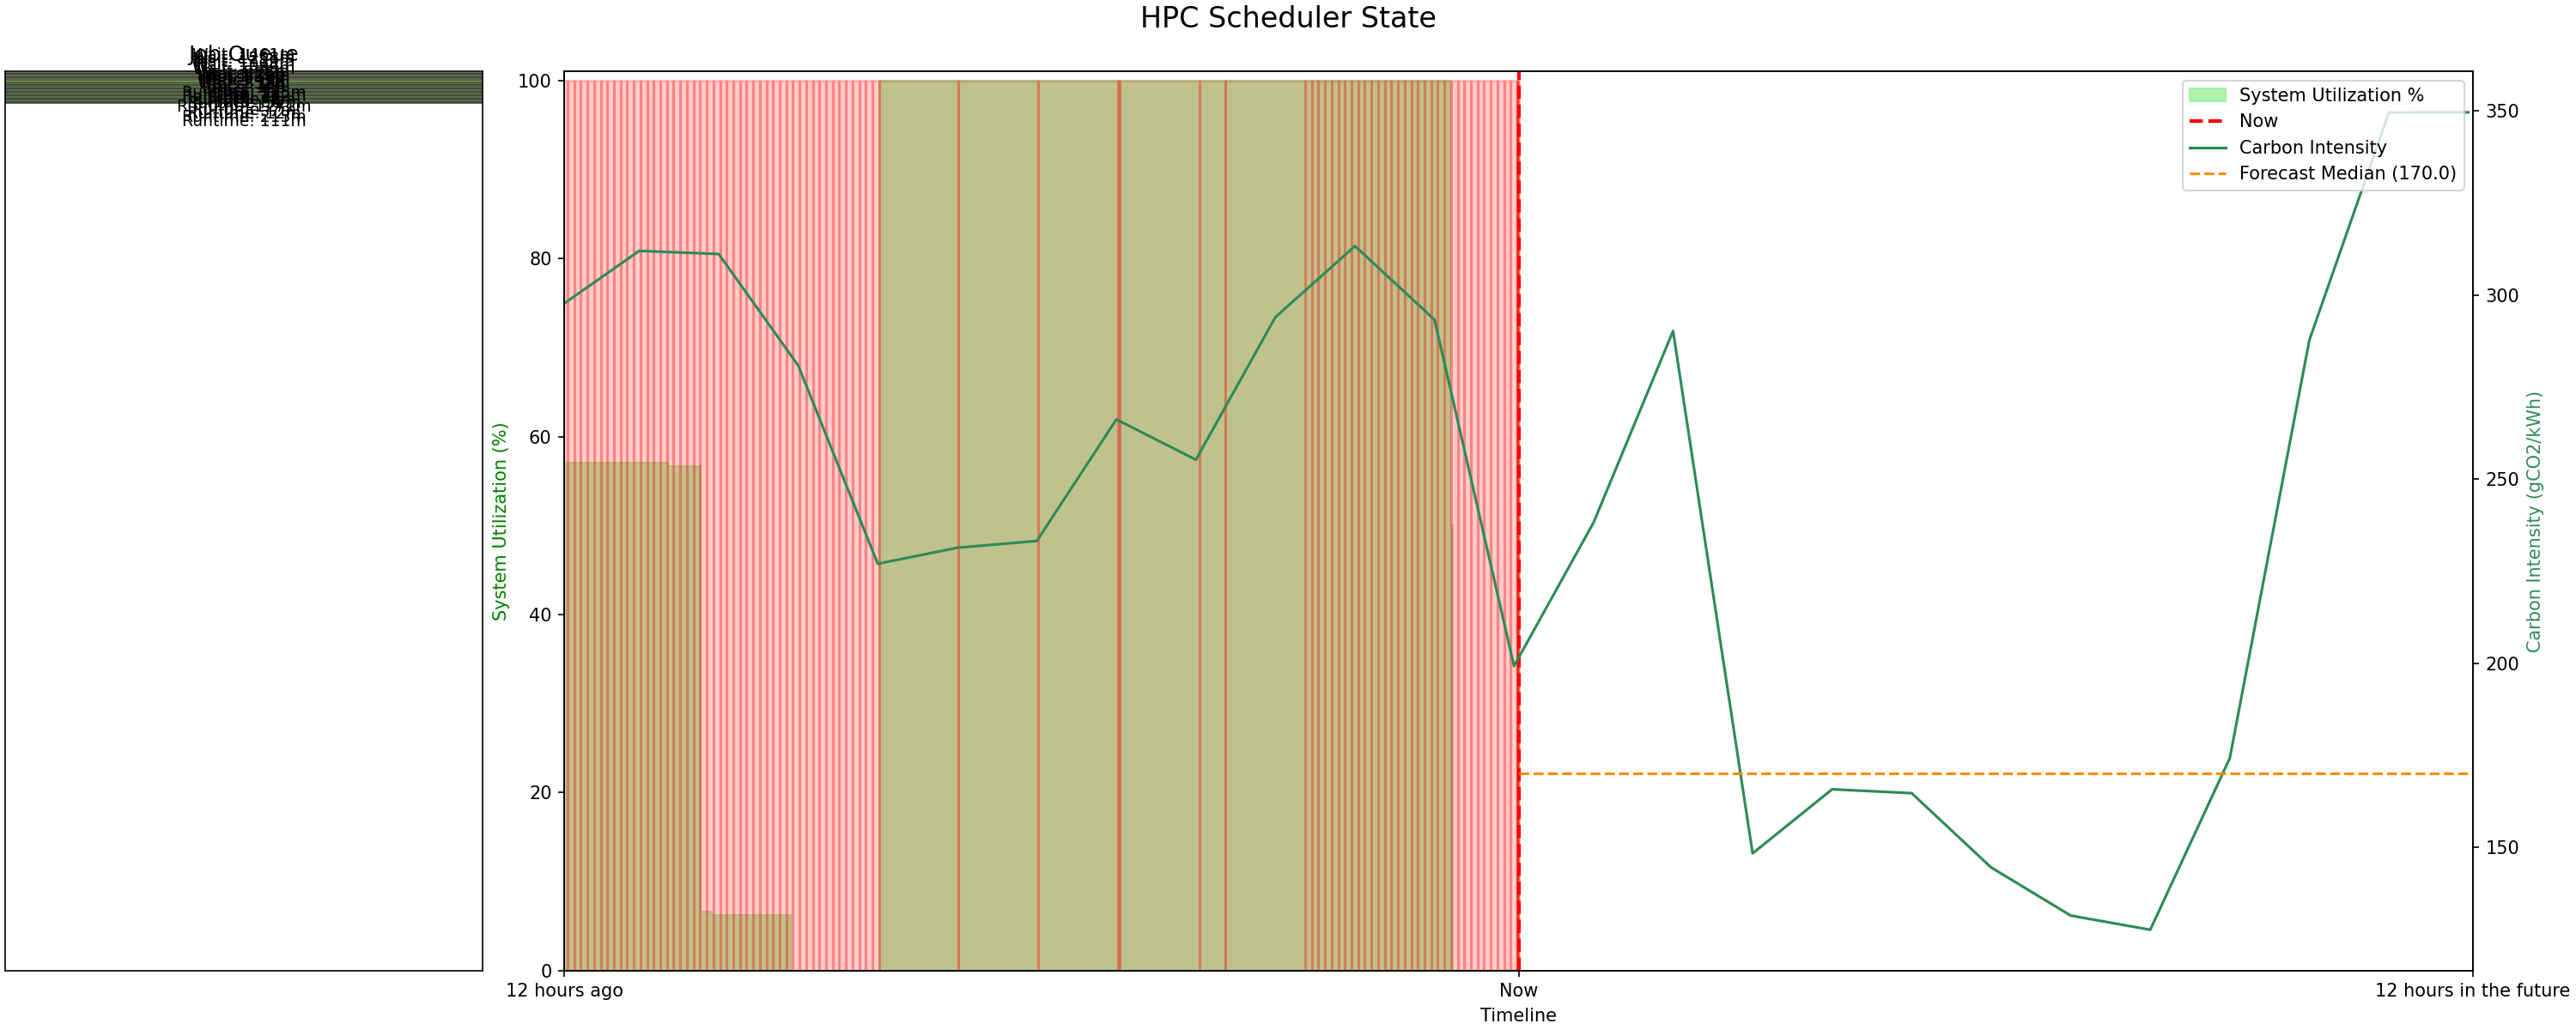 HPC Scheduler State
Job Queue
Runtime: 111m
System Utilization (%)
100
80
60
40
20
0
System Utilization %
Now
Carbon Intensity
Forecast Median (170.0)
350
300
250
200
150
Carbon Intensity (gCO2/kWh)
12 hours ago
Now
12 hours in the future
Timeline